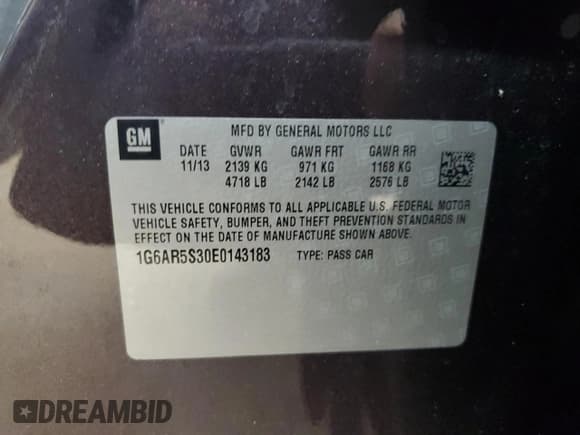 GM
MFD BY GENERAL MOTORS LLC
DATE GVWR GAWR FRT GAWR RR
11/13 2139 KG 971 KG 1168 KG
4718 LB 2142 LB 2576 LB
THIS VEHICLE CONFORMS TO ALL APPLICABLE U.S. FEDERAL MOTOR
VEHICLE SAFETY, BUMPER, AND THEFT PREVENTION STANDARDS IN
EFFECT ON THE DATE OF MANUFACTURE SHOWN ABOVE.
1G6AR5S30E0143183 TYPE: PASS CAR
DREAMBID